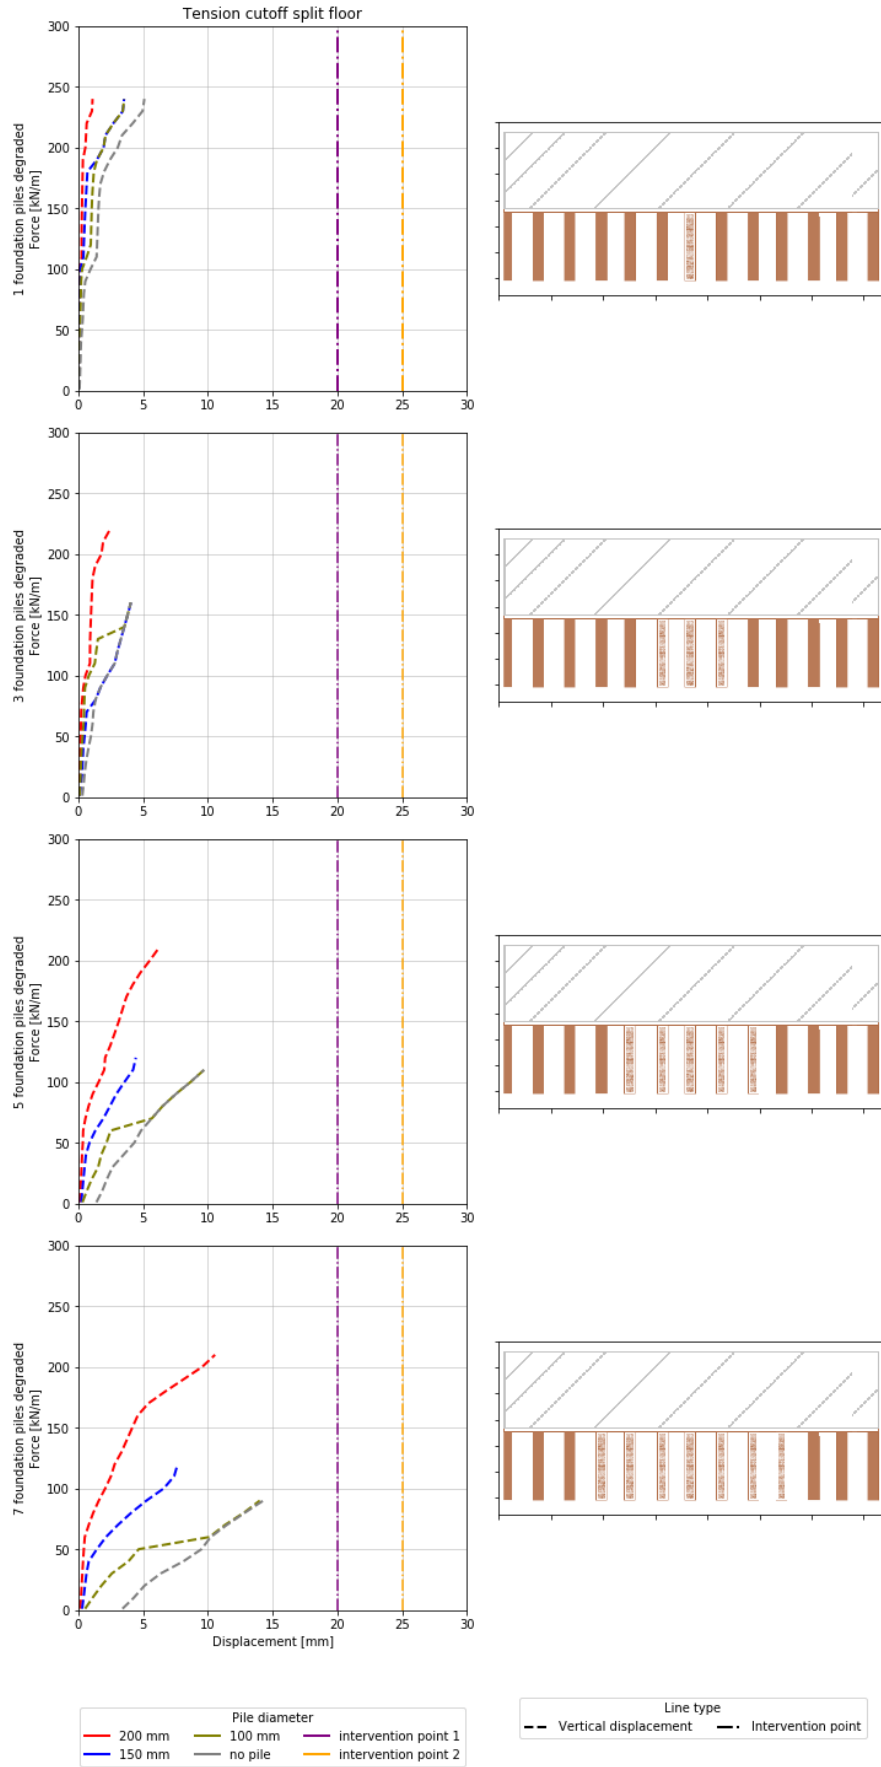 Tension cutoff split floor
300
250
200
150
100
50
0
0 5 10 15 20 25 30
1 foundation piles degraded
Force [kN/m]
300
250
200
150
100
50
0
0 5 10 15 20 25 30
3 foundation piles degraded
Force [kN/m]
300
250
200
150
100
50
0
0 5 10 15 20 25 30
5 foundation piles degraded
Force [kN/m]
300
250
200
150
100
50
0
0 5 10 15 20 25 30
7 foundation piles degraded
Force [kN/m]
Displacement [mm]
Pile diameter
200 mm 100 mm intervention point 1
150 mm no pile intervention point 2
Line type
Vertical displacement Intervention point